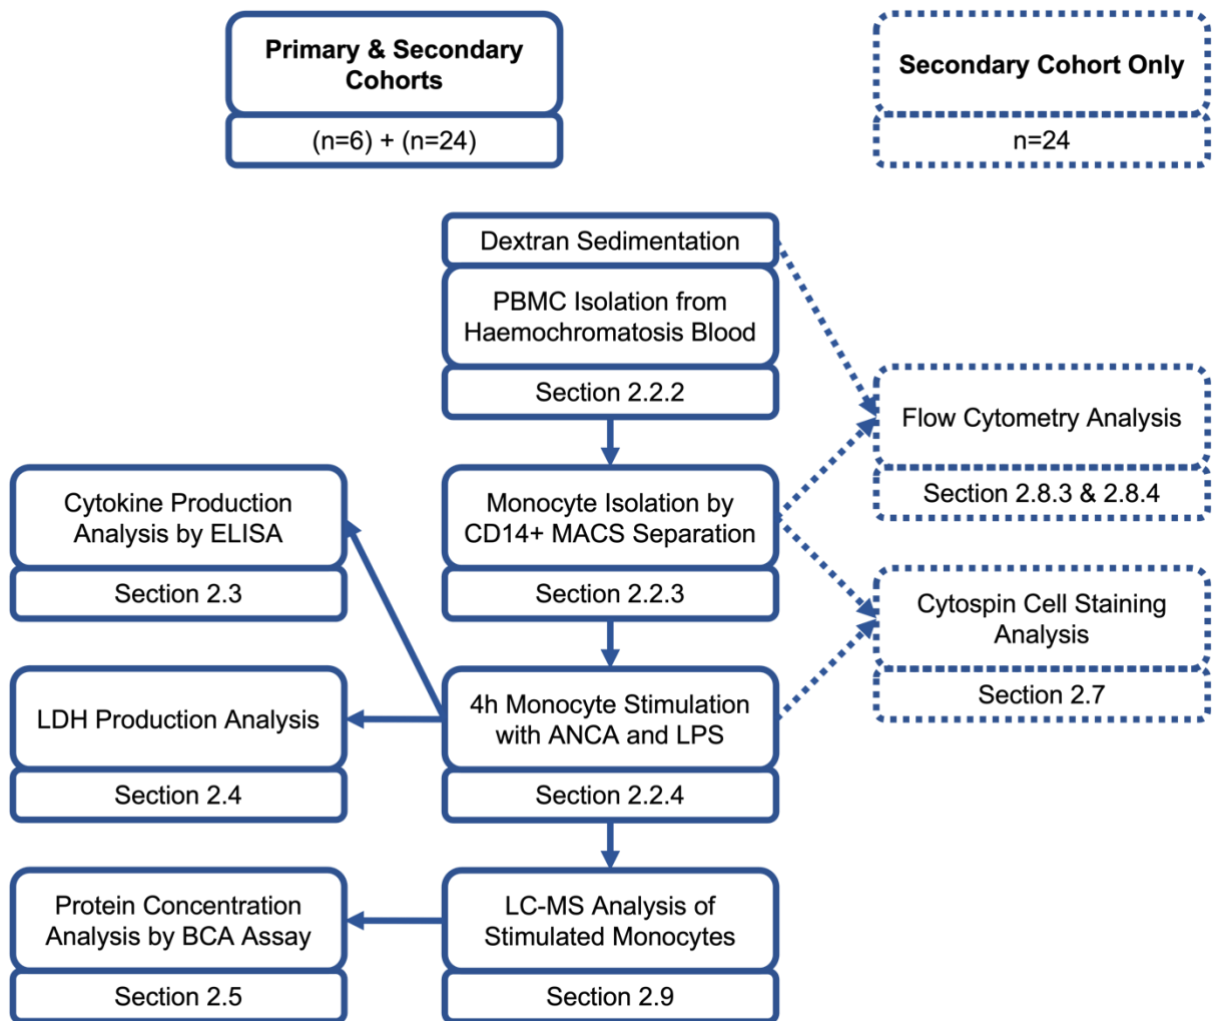 Primary & Secondary
Cohorts
(n=6) + (n=24)
Secondary Cohort Only
n=24
Dextran Sedimentation
PBMC Isolation from
Haemochromatosis Blood
Section 2.2.2
Flow Cytometry Analysis
Section 2.8.3 & 2.8.4
Cytokine Production
Analysis by ELISA
Section 2.3
Monocyte Isolation by
CD14+ MACS Separation
Section 2.2.3
Cytospin Cell Staining
Analysis
Section 2.7
LDH Production Analysis
Section 2.4
4h Monocyte Stimulation
with ANCA and LPS
Section 2.2.4
Protein Concentration
Analysis by BCA Assay
Section 2.5
LC-MS Analysis of
Stimulated Monocytes
Section 2.9